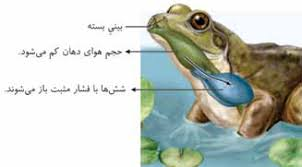 بینی بسته
حجم هوای دهان کم می‌شود.
شش‌ها با فشار مثبت باز می‌شوند.